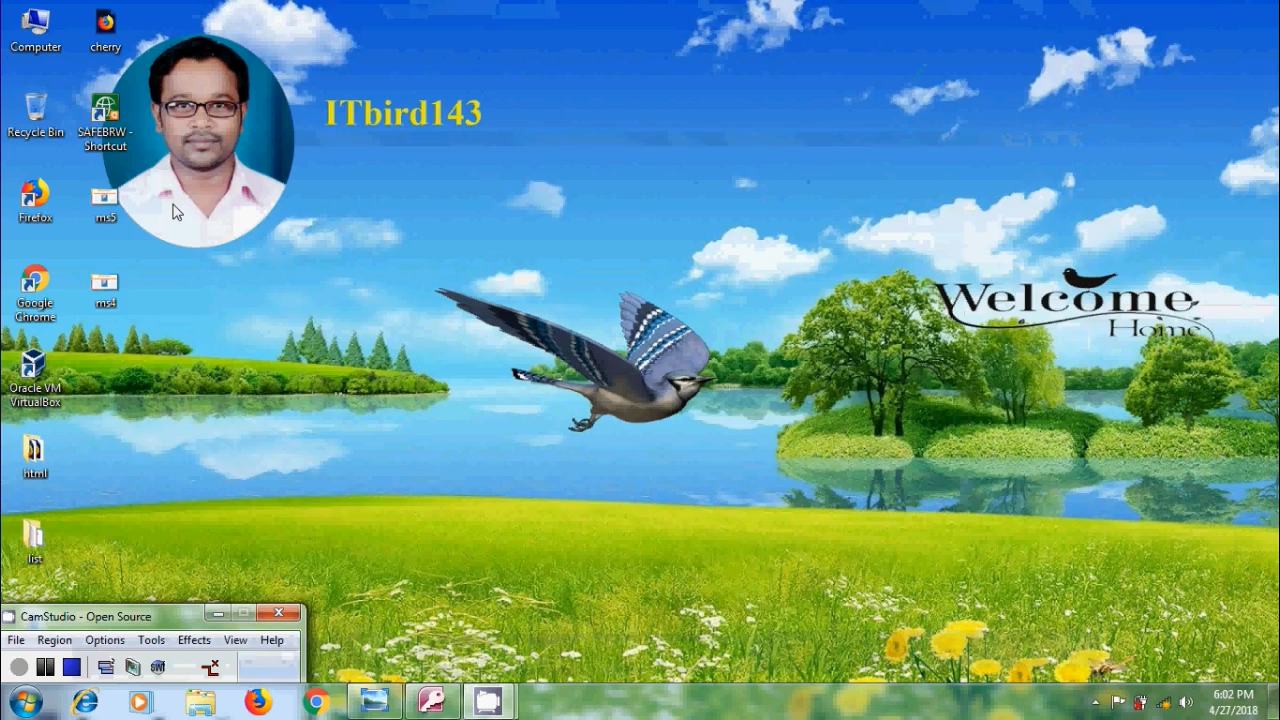 Computer
cherry
ITbird143
Recycle Bin
SAFEBRW -
Shortcut
Firefox
ms5
Google
Chrome
ms4
Welcome
Home
Oracle VM
VirtualBox
html
list
CamStudio - Open Source
File Region Options Tools Effects View Help
6:02 PM
4/27/2018